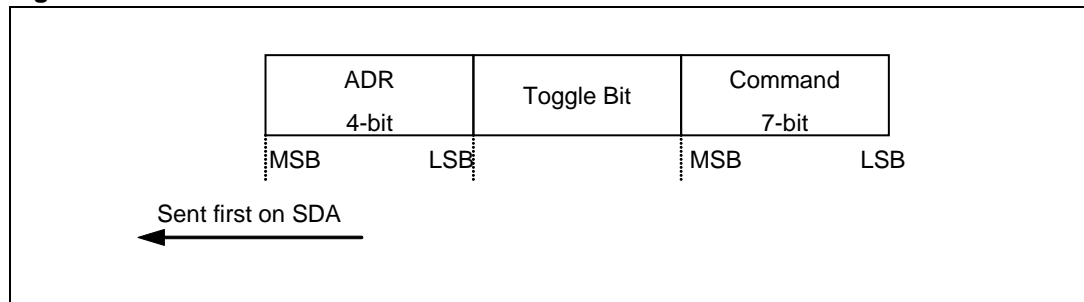 ADR
4-bit
Toggle Bit
Command
7-bit
MSB LSB MSB LSB
Sent first on SDA